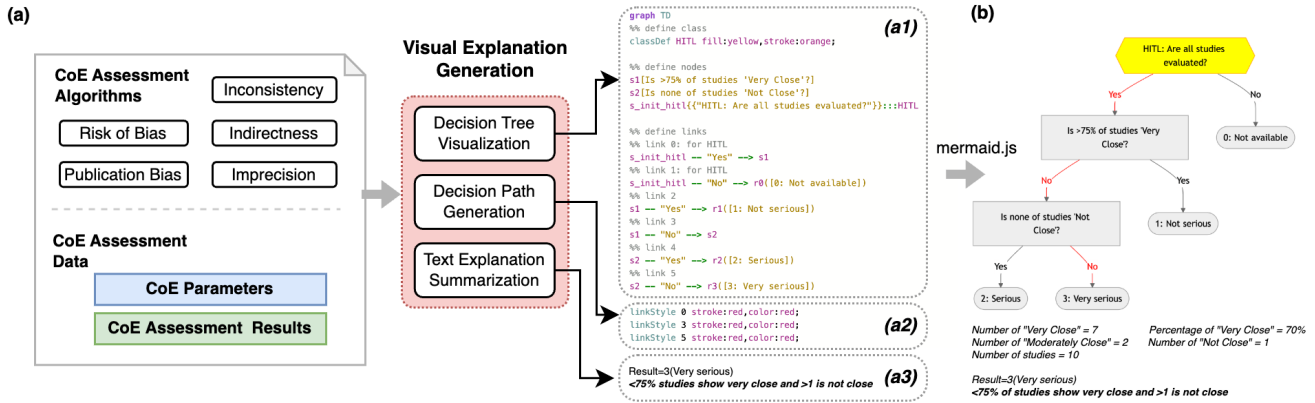 (a)
CoE Assessment
Algorithms
Inconsistency
Risk of Bias
Indirectness
Publication Bias
Imprecision
CoE Assessment
Data
CoE Parameters
CoE Assessment Results
Visual Explanation
Generation
Decision Tree
Visualization
Decision Path
Generation
Text Explanation
Summarization
(a1)
graph TD
%% define class
classDef HITL fill:yellow,stroke:orange;
%% define nodes
s1[Is >75% of studies 'Very Close'?]
s2[Is none of studies 'Not Close'?]
s_init_hitl{{"HITL: Are all studies evaluated?"}}:::HITL
%% define links
%% link 0: for HITL
s_init_hitl -- "Yes" --> s1
%% link 1: for HITL
s_init_hitl -- "No" --> r0([0: Not available])
%% link 2
s1 -- "Yes" --> r1([1: Not serious])
%% link 3
s1 -- "No" --> s2
%% link 4
s2 -- "Yes" --> r2([2: Serious])
%% link 5
s2 -- "No" --> r3([3: Very serious])
linkStyle 0 stroke:red,color:red;
linkStyle 3 stroke:red,color:red;
linkStyle 5 stroke:red,color:red;
(a2)
Result=3(Very serious)
<75% studies show very close and >1 is not close
(a3)
mermaid.js
(b)
HITL: Are all studies
evaluated?
Yes
No
Is >75% of studies 'Very
Close'?
0: Not available
No
Yes
Is none of studies 'Not
Close'?
1: Not serious
Yes
No
2: Serious
3: Very serious
Number of "Very Close" = 7
Percentage of "Very Close" = 70%
Number of "Moderately Close" = 2
Number of "Not Close" = 1
Number of studies = 10
Result=3(Very serious)
<75% of studies show very close and >1 is not close